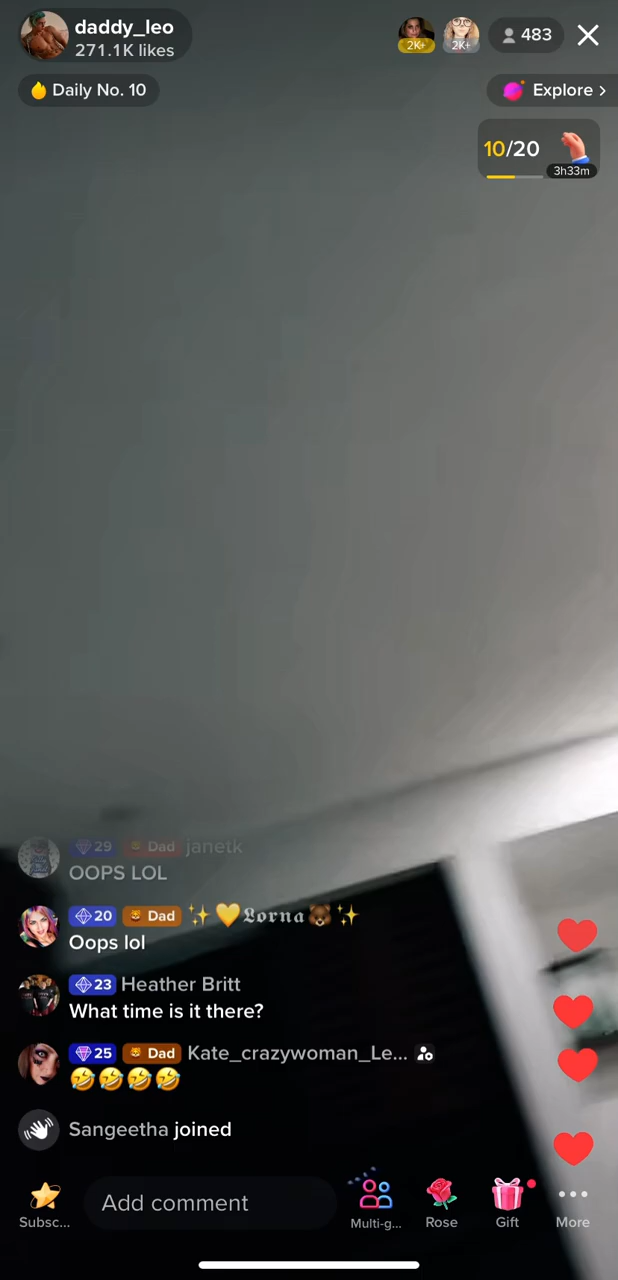 daddy_leo
271.1K likes
2K+
2K+
483
Daily No. 10
Explore
10/20
3h33m
29 Dad janetk
OOPS LOL
20 Dad ✨💛𝕷𝖔𝖗𝖓𝖆🐻✨
Oops lol
23 Heather Britt
What time is it there?
25 Dad Kate_crazywoman_Le...
🤣🤣🤣🤣
Sangeetha joined
Add comment
Subsc...
Multi-g...
Rose
Gift
More